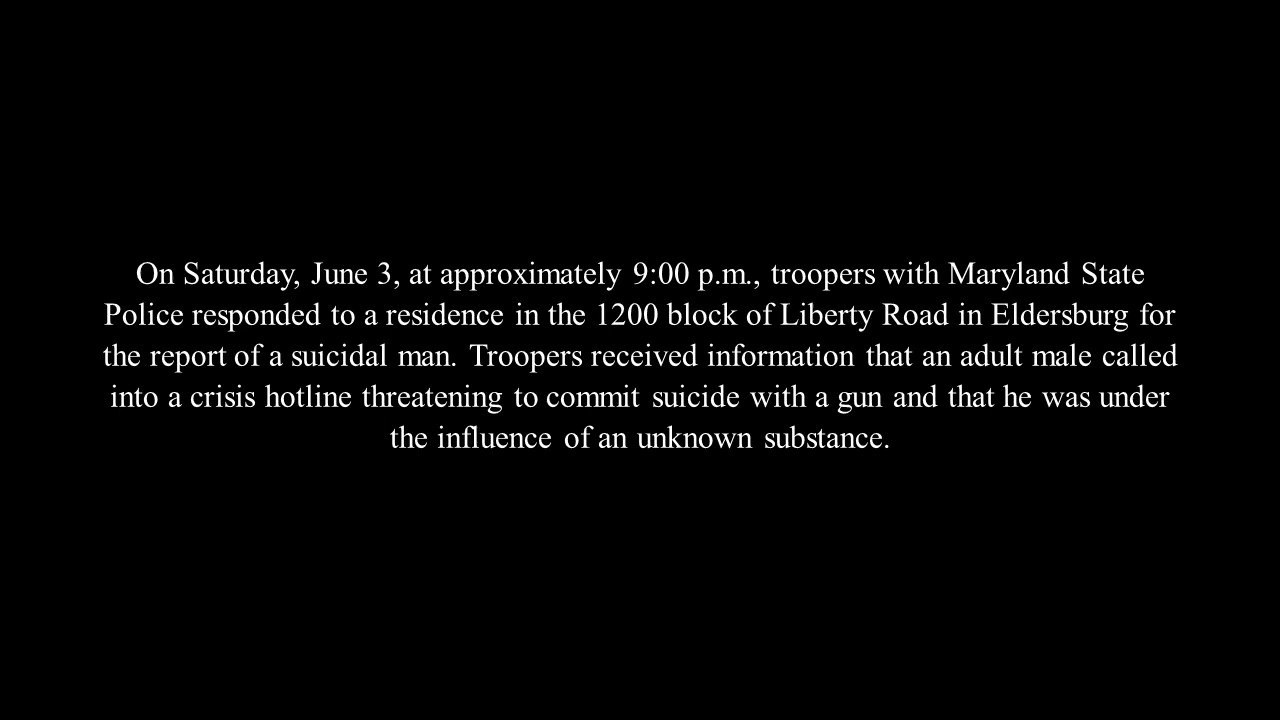 On Saturday, June 3, at approximately 9:00 p.m., troopers with Maryland State
Police responded to a residence in the 1200 block of Liberty Road in Eldersburg for
the report of a suicidal man. Troopers received information that an adult male called
into a crisis hotline threatening to commit suicide with a gun and that he was under
the influence of an unknown substance.